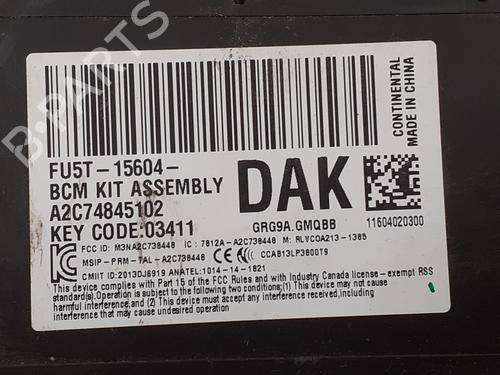 B-PARTS
FU5T-15604-
BCM KIT ASSEMBLY
A2C74845102
KEY CODE:03411
DAK
GRG9A.GMQBB
CONTINENTAL
MADE IN CHINA
11604020300
FCC ID: M3NA2C738448 IC: 7812A-A2C738448 M: RLVCOA213-1385
MSIP-PRM-TAL-A2C738448 CCAB13LP3800T9
CMIIT ID:2013DJ6919 ANATEL:1014-14-1821
This device complies with Part 15 of the FCC Rules and with Industry Canada license - exempt RSS
standard(s). Operation is subject to the following two conditions;(1) This device may not cause
harmful interference, and (2) This device must accept any interference received, including
interference that may cause undesired operation